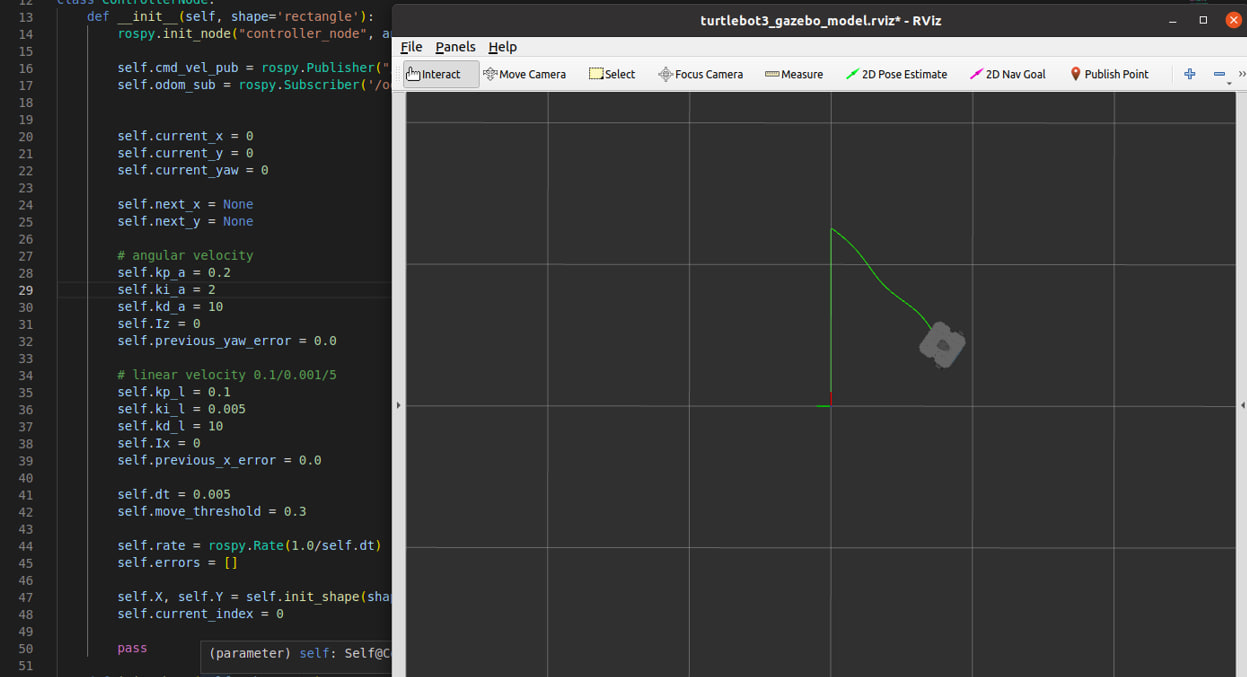 12 class ControllerNode:
13 def __init__(self, shape='rectangle'):
14 rospy.init_node("controller_node",
15
16 self.cmd_vel_pub = rospy.Publisher("
17 self.odom_sub = rospy.Subscriber('/o
18
19
20 self.current_x = 0
21 self.current_y = 0
22 self.current_yaw = 0
23
24 self.next_x = None
25 self.next_y = None
26
27 # angular velocity
28 self.kp_a = 0.2
29 self.ki_a = 2
30 self.kd_a = 10
31 self.Iz = 0
32 self.previous_yaw_error = 0.0
33
34 # linear velocity 0.1/0.001/5
35 self.kp_l = 0.1
36 self.ki_l = 0.005
37 self.kd_l = 10
38 self.Ix = 0
39 self.previous_x_error = 0.0
40
41 self.dt = 0.005
42 self.move_threshold = 0.3
43
44 self.rate = rospy.Rate(1.0/self.dt)
45 self.errors = []
46
47 self.X, self.Y = self.init_shape(sha
48 self.current_index = 0
49
50 pass
51
(parameter) self: Self@C
turtlebot3_gazebo_model.rviz* - RViz
File Panels Help
Interact Move Camera Select Focus Camera Measure 2D Pose Estimate 2D Nav Goal Publish Point